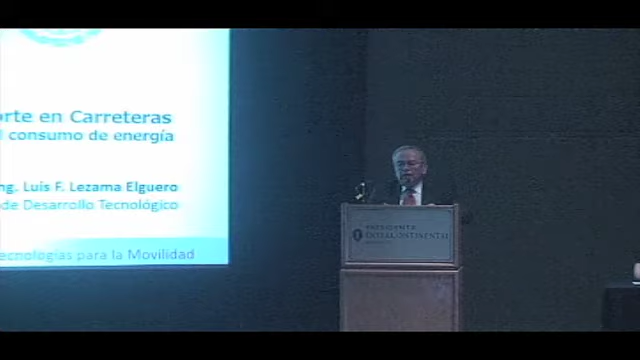 orte en Carreteras
l consumo de energía
ng. Luis F. Lezama Elguero
de Desarrollo Tecnológico
ecnologías para la Movilidad
PRESIDENTE
INTERCONTINENTAL